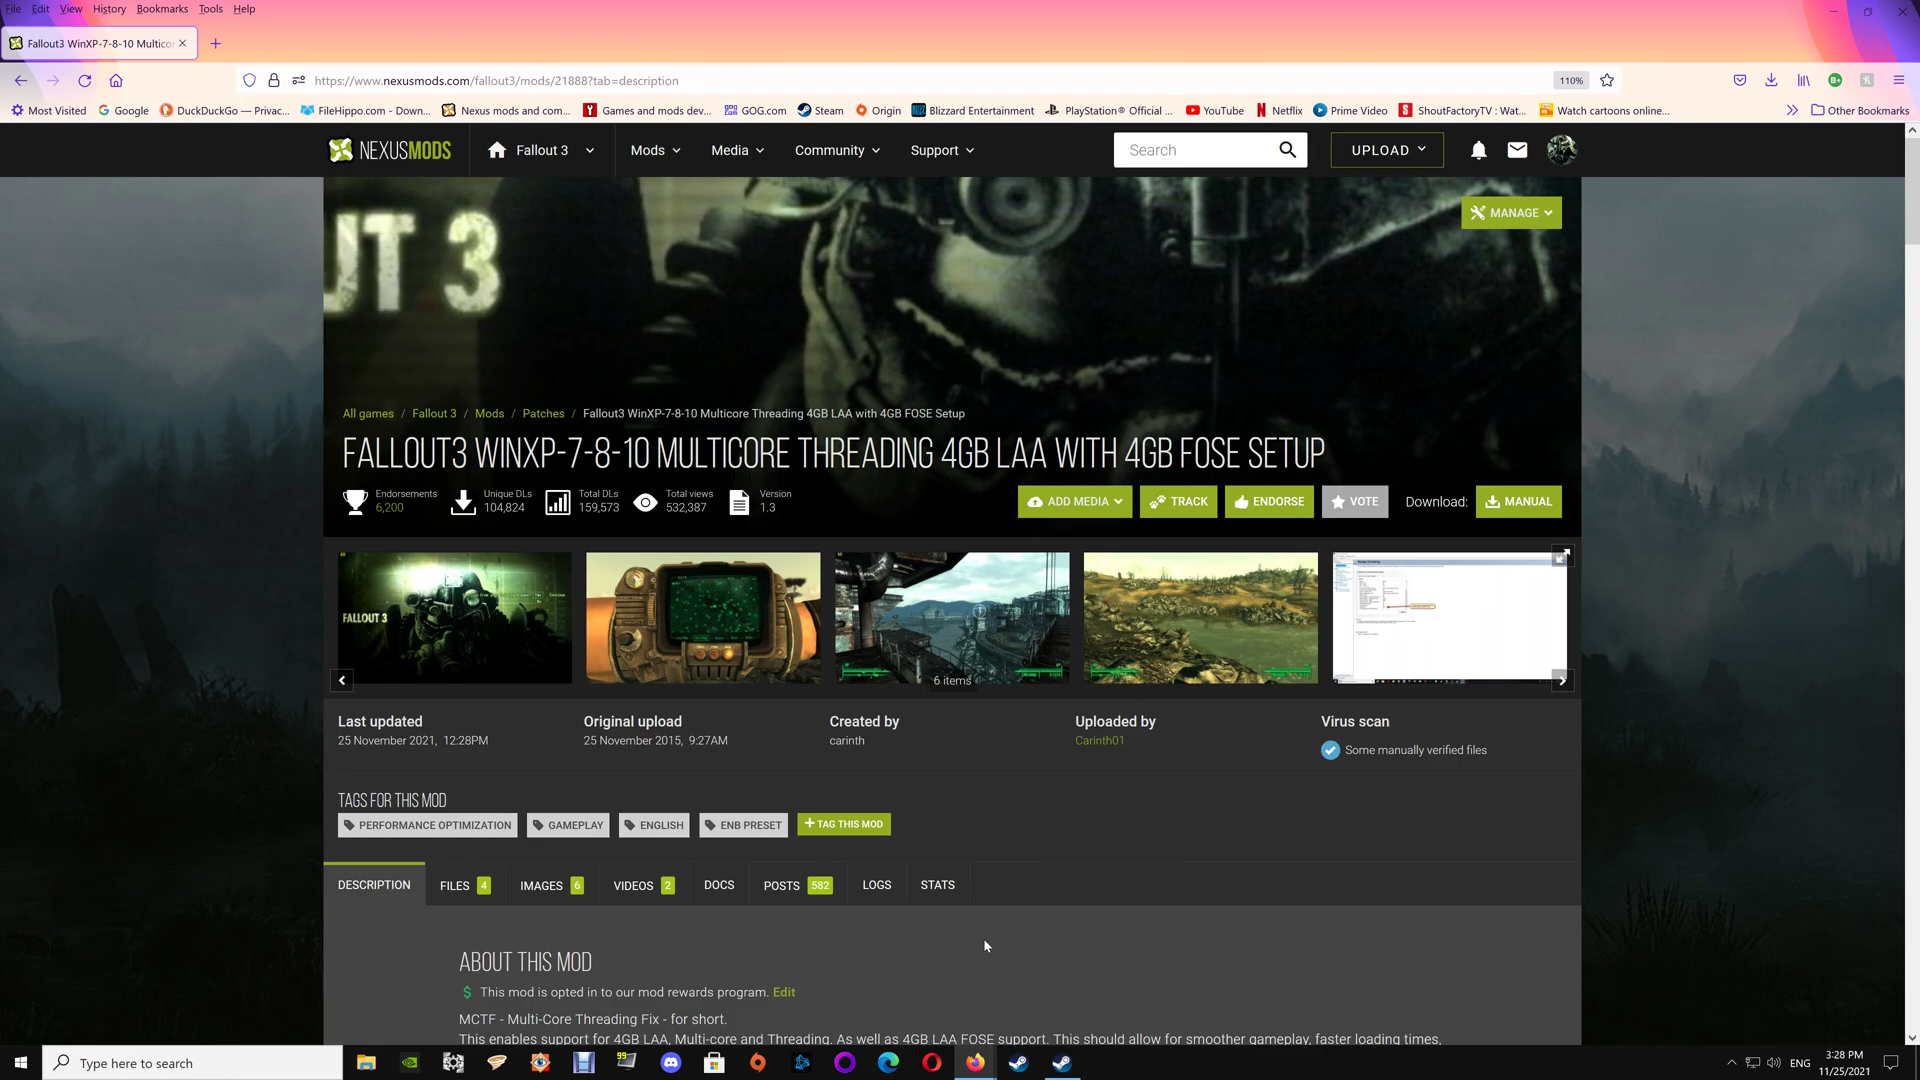 File Edit View History Bookmarks Tools Help
Fallout3 WinXP-7-8-10 Multicor
https://www.nexusmods.com/fallout3/mods/21888?tab=description 110%
Most Visited Google DuckDuckGo — Privac... FileHippo.com - Down... Nexus mods and com... Games and mods dev... GOG.com Steam Origin Blizzard Entertainment PlayStation® Official ... YouTube Netflix Prime Video ShoutFactoryTV : Wat... Watch cartoons online... Other Bookmarks
NEXUSMODS Fallout 3 Mods Media Community Support Search UPLOAD
UT 3
MANAGE
All games / Fallout 3 / Mods / Patches / Fallout3 WinXP-7-8-10 Multicore Threading 4GB LAA with 4GB FOSE Setup
FALLOUT3 WINXP-7-8-10 MULTICORE THREADING 4GB LAA WITH 4GB FOSE SETUP
Endorsements Unique DLs Total DLs Total views Version
6,200 104,824 159,573 532,387 1.3
ADD MEDIA TRACK ENDORSE VOTE Download: MANUAL
FALLOUT 3
6 items
Last updated Original upload Created by Uploaded by Virus scan
25 November 2021, 12:28PM 25 November 2015, 9:27AM carinth Carinth01 Some manually verified files
TAGS FOR THIS MOD
PERFORMANCE OPTIMIZATION GAMEPLAY ENGLISH ENB PRESET + TAG THIS MOD
DESCRIPTION FILES 4 IMAGES 6 VIDEOS 2 DOCS POSTS 582 LOGS STATS
ABOUT THIS MOD
$ This mod is opted in to our mod rewards program. Edit
MCTF - Multi-Core Threading Fix - for short.
This enables support for 4GB LAA, Multi-core and Threading. As well as 4GB LAA FOSE support. This should allow for smoother gameplay, faster loading times,
Type here to search 99 ENG 3:28 PM
11/25/2021